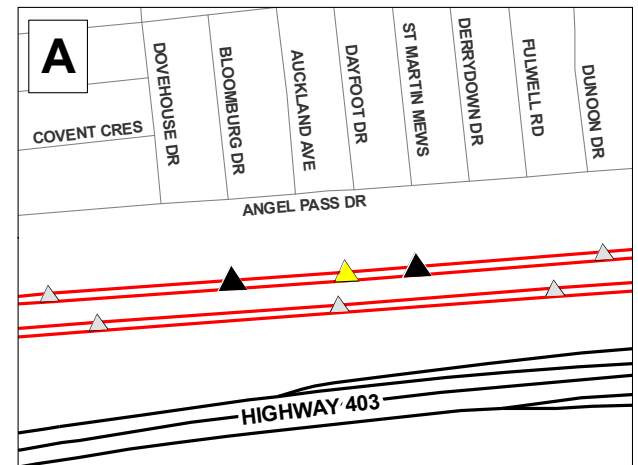 A
DOVEHOUSE DR
BLOOMBURG DR
AUCKLAND AVE
DAYFOOT DR
ST MARTIN MEWS
DERRYDOWN DR
FULWELL RD
DUNOON DR
COVENT CRES
ANGEL PASS DR
HIGHWAY 403